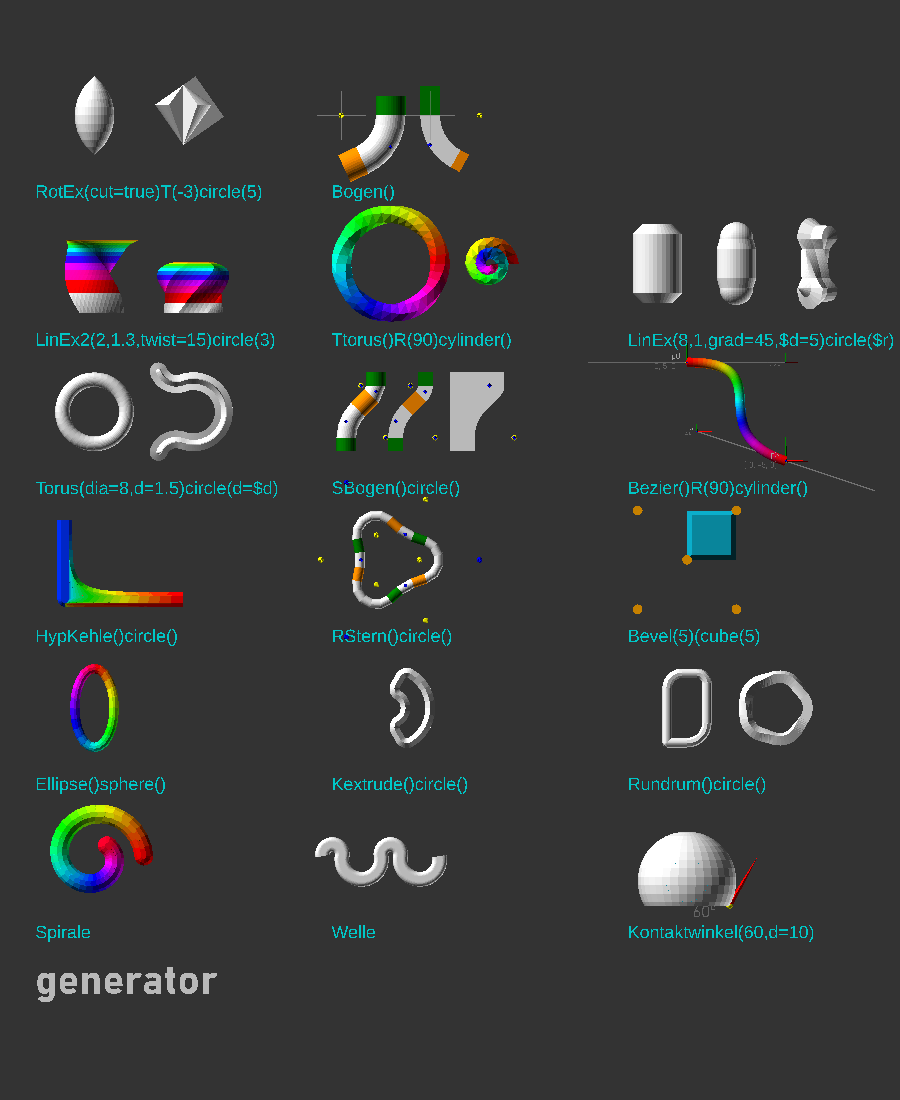 RotEx(cut=true)T(-3)circle(5)
Bogen()
LinEx2(2,1.3,twist=15)circle(3)
Ttorus()R(90)cylinder()
LinEx(8,1,grad=45,$d=5)circle($r)
Torus(dia=8,d=1.5)circle(d=$d)
SBogen()circle()
Bezier()R(90)cylinder()
HypKehle()circle()
RStern()circle()
Bevel(5)(cube(5)
Ellipse()sphere()
Kextrude()circle()
Rundrum()circle()
60°
Spirale
Welle
Kontaktwinkel(60,d=10)
generator